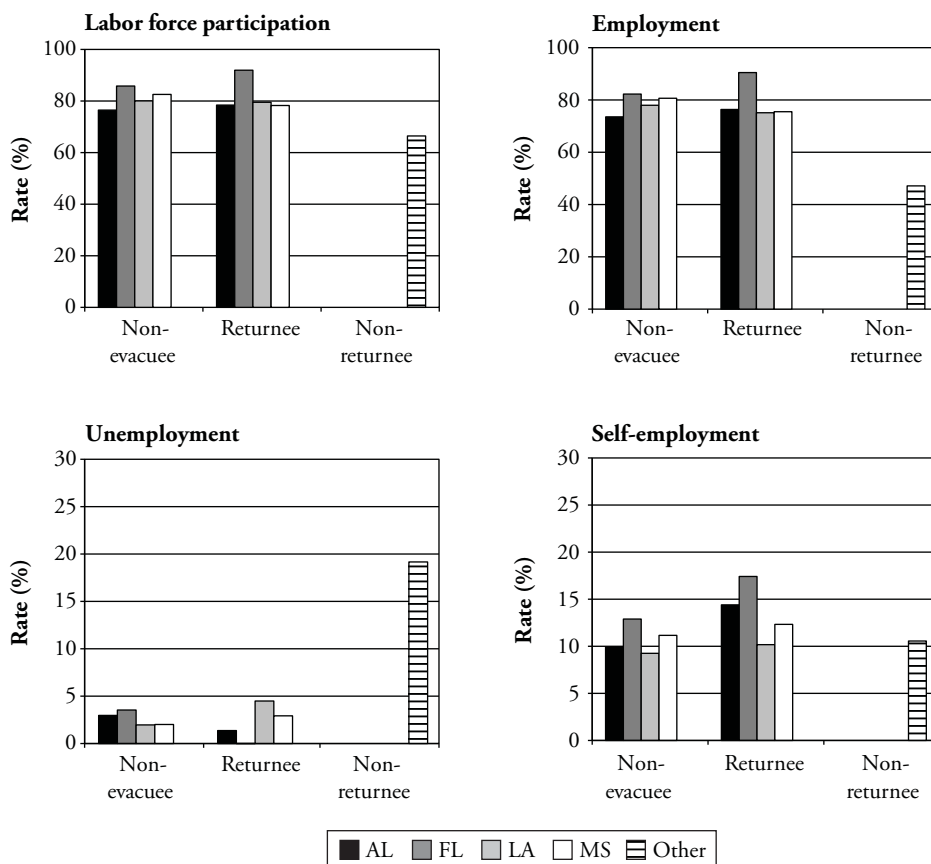 Labor force participation
100
80
60
40
20
0
Rate (%)
Non-
evacuee
Returnee
Non-
returnee
Employment
100
80
60
40
20
0
Rate (%)
Non-
evacuee
Returnee
Non-
returnee
Unemployment
30
25
20
15
10
5
0
Rate (%)
Non-
evacuee
Returnee
Non-
returnee
Self-employment
30
25
20
15
10
5
0
Rate (%)
Non-
evacuee
Returnee
Non-
returnee
AL FL LA MS Other